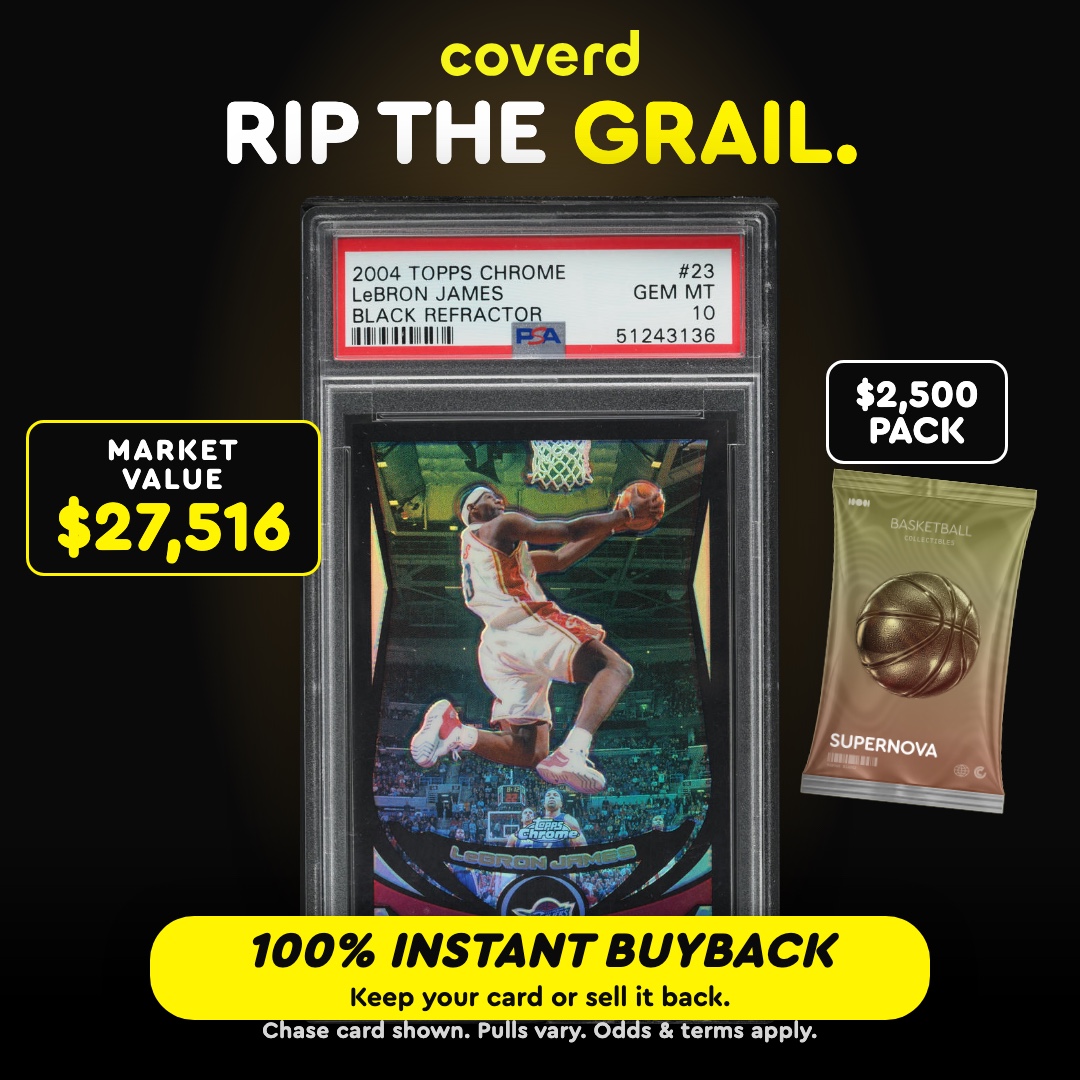 coverd
RIP THE GRAIL.
2004 TOPPS CHROME #23
LeBRON JAMES GEM MT
BLACK REFRACTOR 10
PSA 51243136
$2,500
PACK
MARKET
VALUE
$27,516
BASKETBALL
COLLECTIBLES
SUPERNOVA
Topps
Chrome
LeBRON JAMES
100% INSTANT BUYBACK
Keep your card or sell it back.
Chase card shown. Pulls vary. Odds & terms apply.